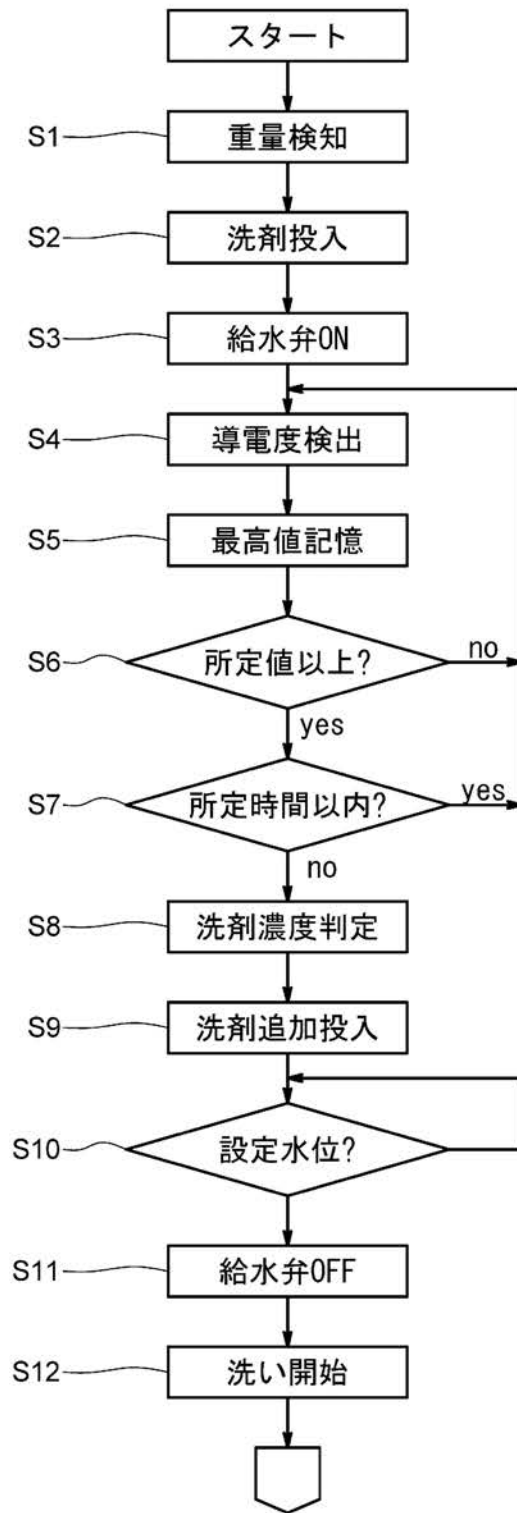 スタート
S1
重量検知
S2
洗剤投入
S3
給水弁ON
S4
導電度検出
S5
最高値記憶
S6
所定値以上?
no
yes
S7
所定時間以内?
yes
no
S8
洗剤濃度判定
S9
洗剤追加投入
S10
設定水位?
S11
給水弁OFF
S12
洗い開始